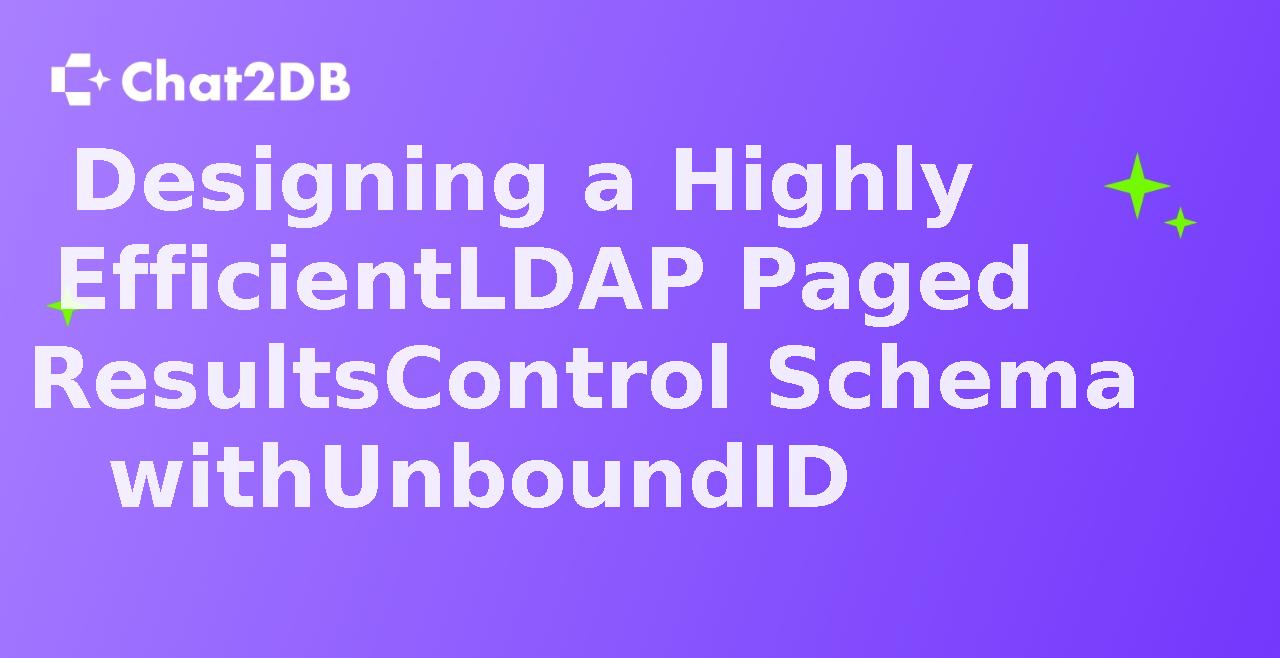 Chat2DB
Designing a Highly
EfficientLDAP Paged
ResultsControl Schema
withUnboundID